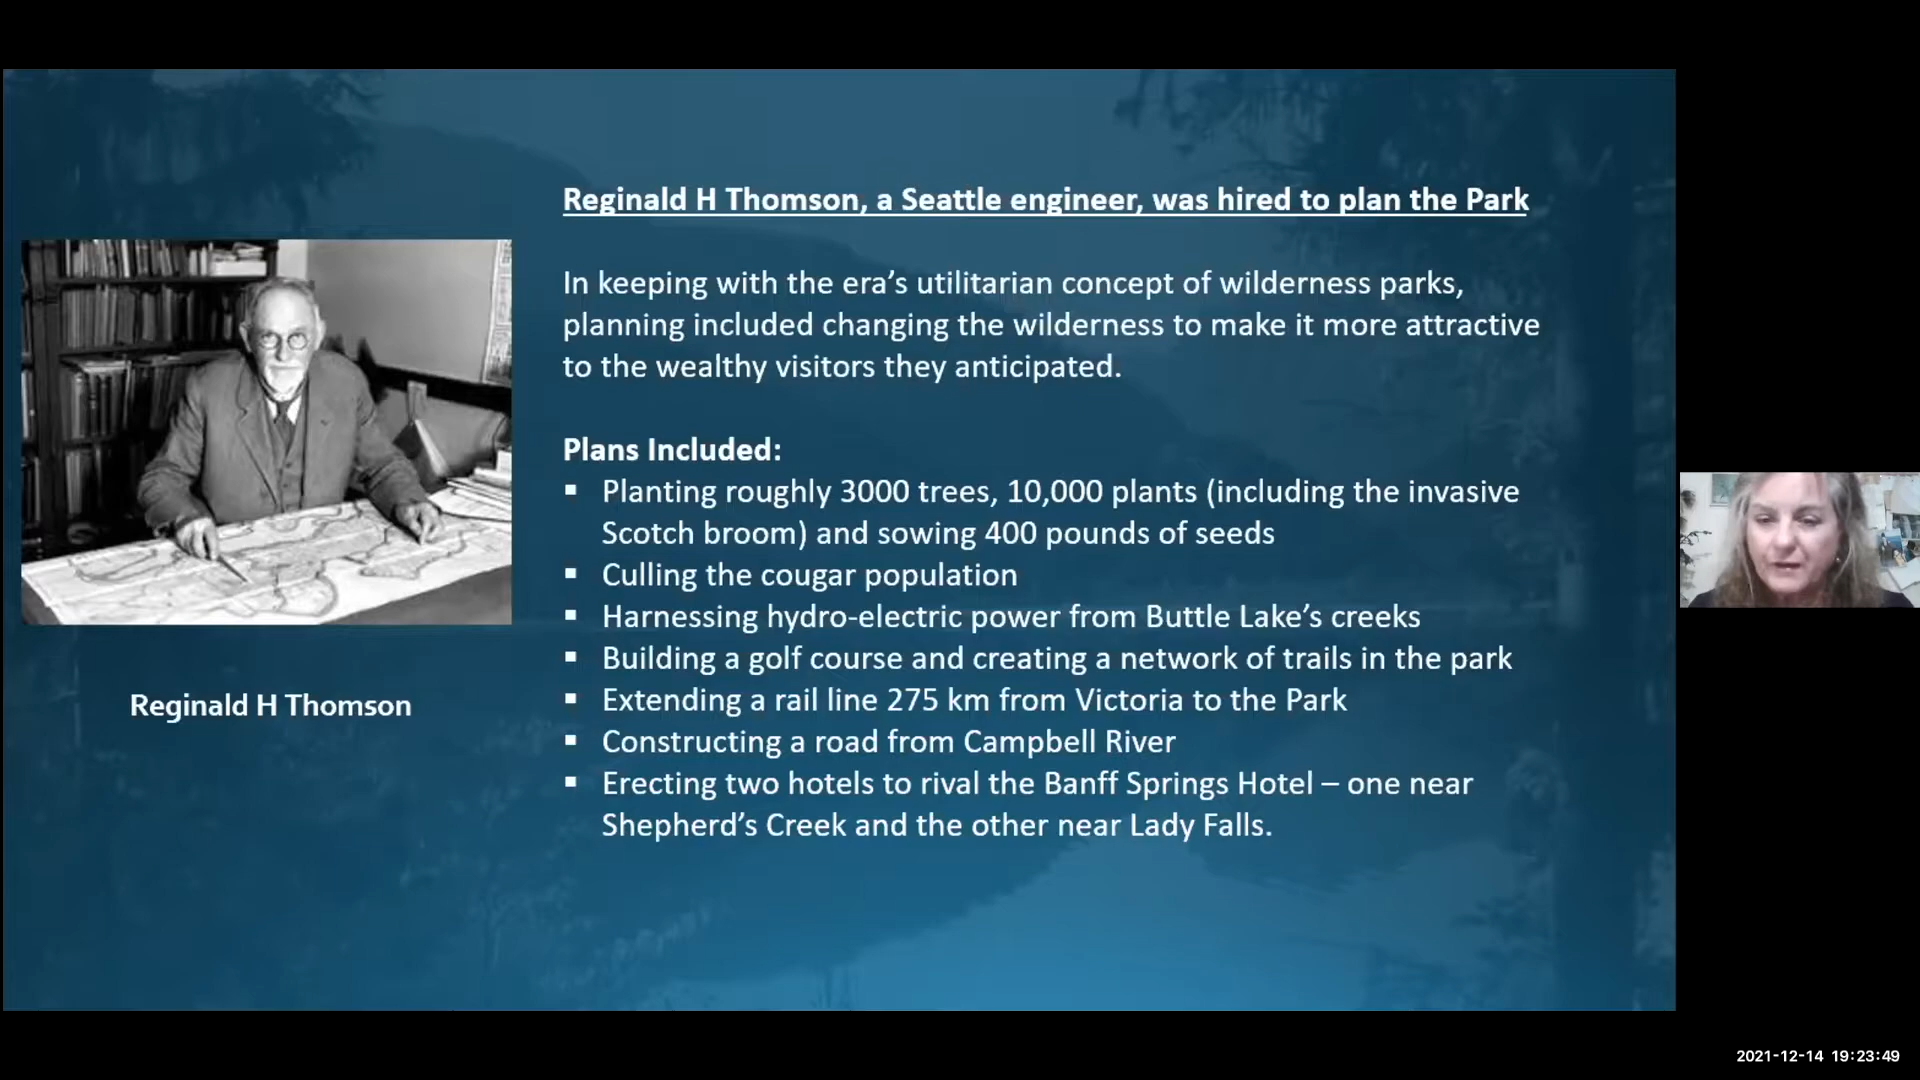 Reginald H Thomson, a Seattle engineer, was hired to plan the Park
In keeping with the era's utilitarian concept of wilderness parks,
planning included changing the wilderness to make it more attractive
to the wealthy visitors they anticipated.
Plans Included:
▪ Planting roughly 3000 trees, 10,000 plants (including the invasive
Scotch broom) and sowing 400 pounds of seeds
▪ Culling the cougar population
▪ Harnessing hydro-electric power from Buttle Lake's creeks
▪ Building a golf course and creating a network of trails in the park
▪ Extending a rail line 275 km from Victoria to the Park
▪ Constructing a road from Campbell River
▪ Erecting two hotels to rival the Banff Springs Hotel – one near
Shepherd's Creek and the other near Lady Falls.
Reginald H Thomson
2021-12-14 19:23:49